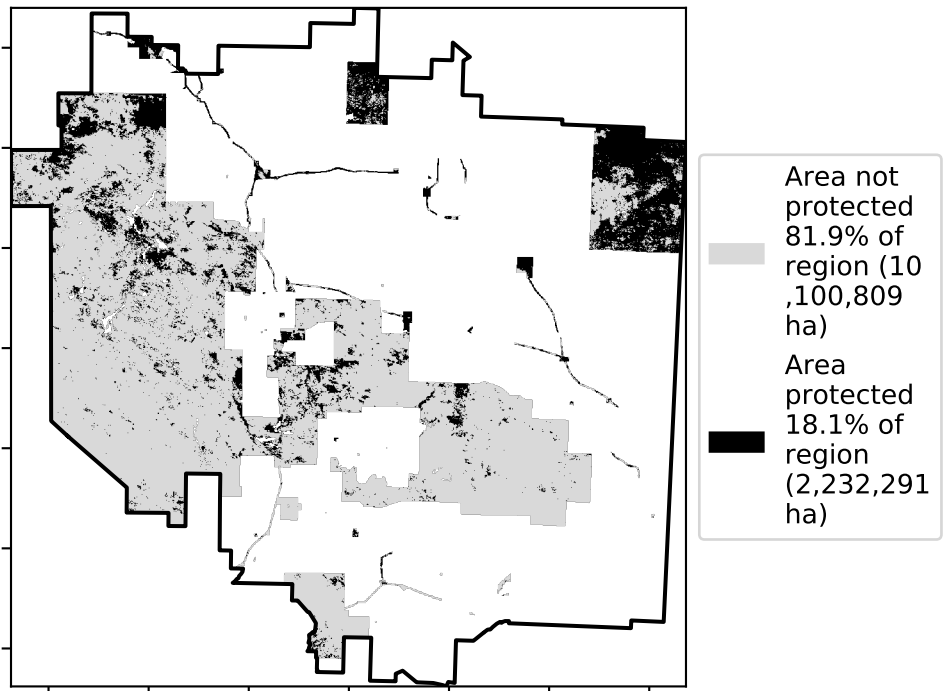 Area not
protected
81.9% of
region (10
,100,809
ha)
Area
protected
18.1% of
region
(2,232,291
ha)